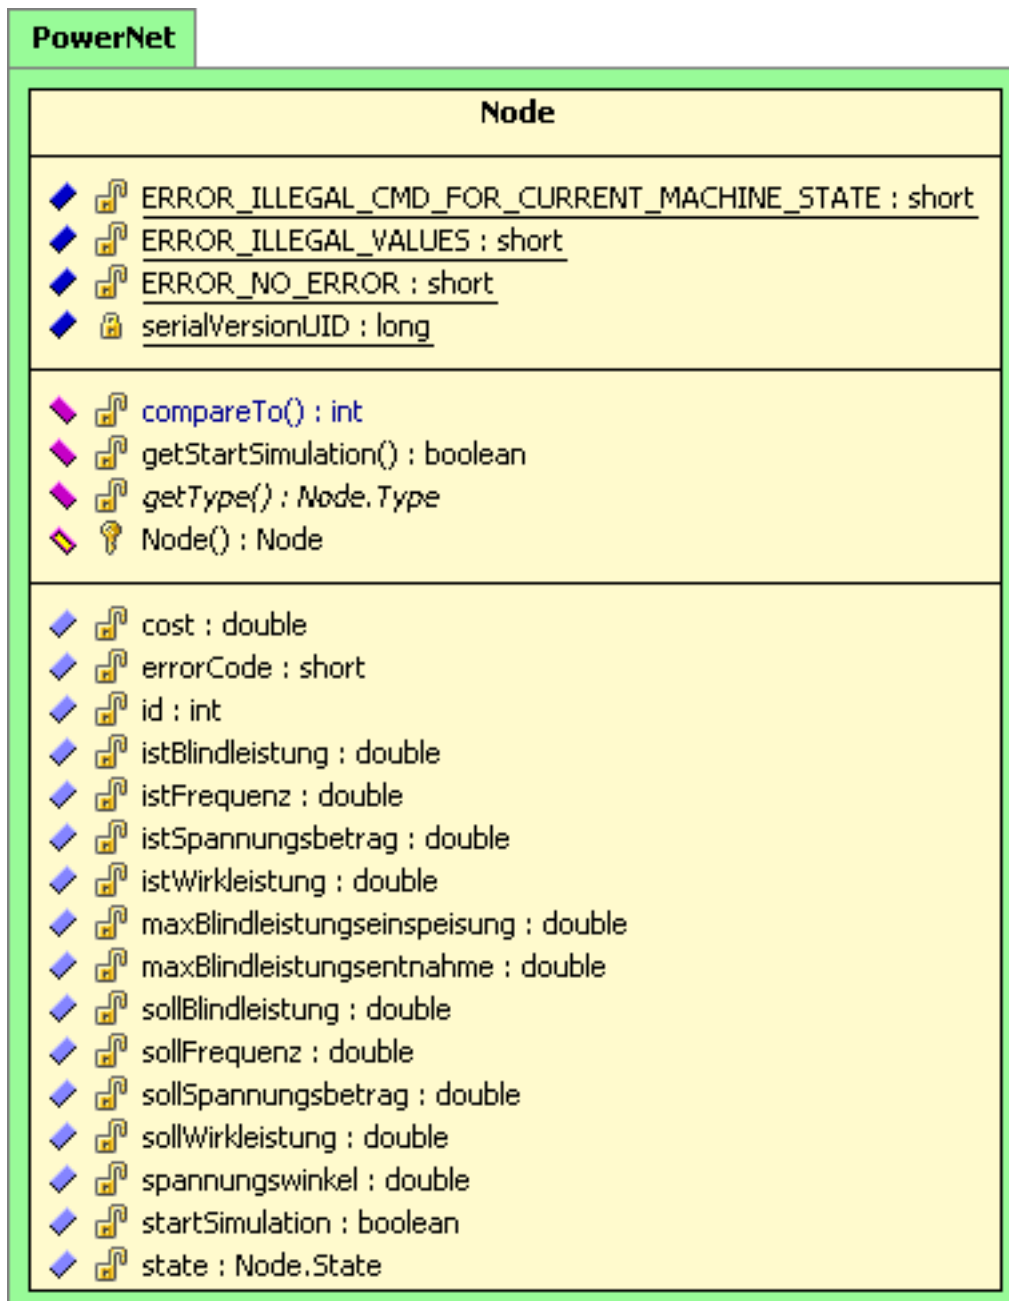 PowerNet
Node
ERROR_ILLEGAL_CMD_FOR_CURRENT_MACHINE_STATE : short
ERROR_ILLEGAL_VALUES : short
ERROR_NO_ERROR : short
serialVersionUID : long
compareTo() : int
getStartSimulation() : boolean
getType() : Node.Type
Node() : Node
cost : double
errorCode : short
id : int
istBlindleistung : double
istFrequenz : double
istSpannungsbetrag : double
istWirkleistung : double
maxBlindleistungseinspeisung : double
maxBlindleistungsentnahme : double
sollBlindleistung : double
sollFrequenz : double
sollSpannungsbetrag : double
sollWirkleistung : double
spannungswinkel : double
startSimulation : boolean
state : Node.State